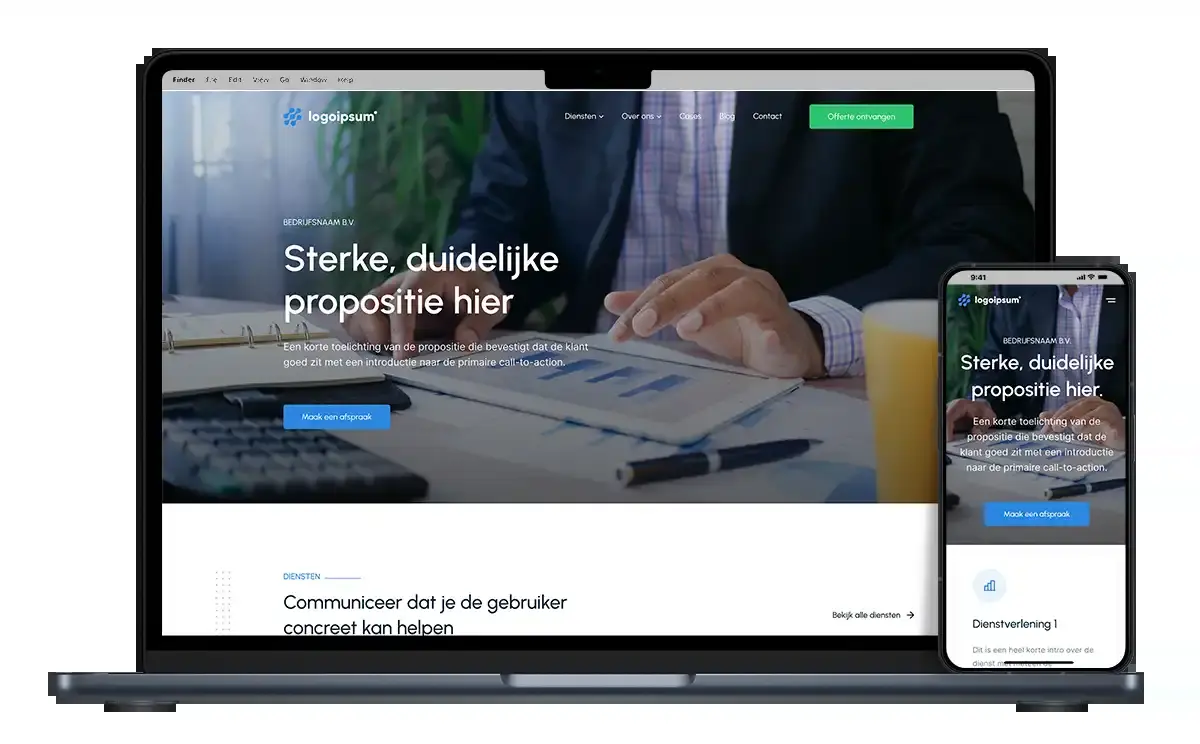 Finder File Edit View Go Window Help
logoipsum®
Diensten Over ons Cases Blog Contact Offerte ontvangen
BEDRIJFSNAAM B.V.
Sterke, duidelijke
propositie hier
Een korte toelichting van de propositie die bevestigt dat de klant
goed zit met een introductie naar de primaire call-to-action.
Maak een afspraak
DIENSTEN
Communiceer dat je de gebruiker
concreet kan helpen
Bekijk alle diensten →
9:41
logoipsum®
BEDRIJFSNAAM B.V.
Sterke, duidelijke
propositie hier.
Een korte toelichting van de
propositie die bevestigt dat de
klant goed zit met een introductie
naar de primaire call-to-action.
Maak een afspraak
Dienstverlening 1
Dit is een heel korte intro over de
dienst met